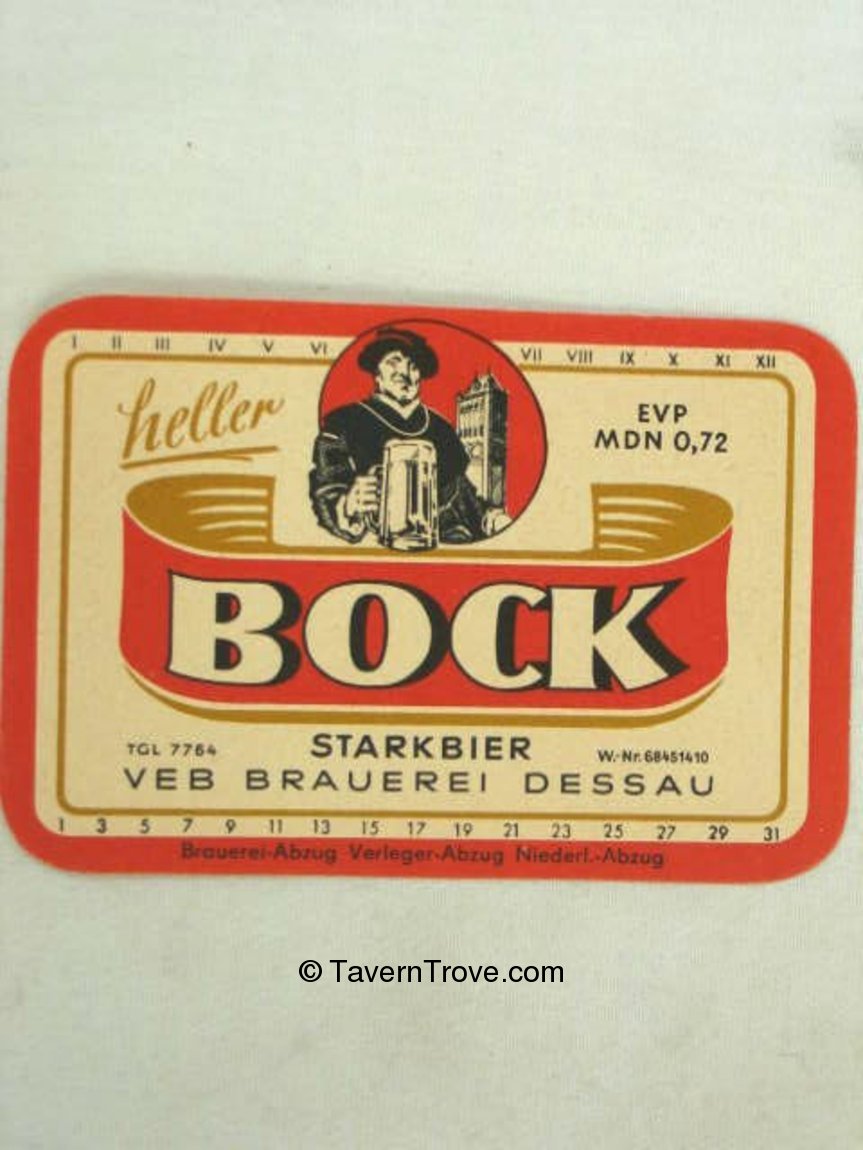 I II III IV V VI VII VIII IX X XI XII
heller
EVP
MDN 0,72
BOCK
STARKBIER
TGL 7764 W.-Nr. 68451410
VEB BRAUEREI DESSAU
1 3 5 7 9 11 13 15 17 19 21 23 25 27 29 31
Brauerei-Abzug Verleger-Abzug Niederl.-Abzug
© TavernTrove.com